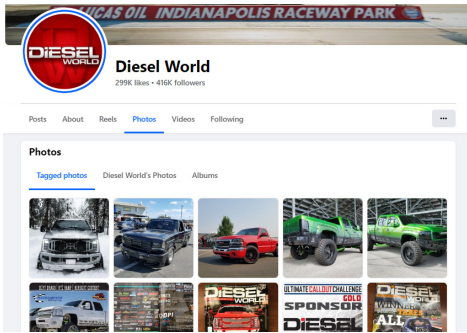 LUCAS OIL INDIANAPOLIS RACEWAY PARK
DIESEL
WORLD
Diesel World
299K likes • 416K followers
Posts About Reels Photos Videos Following
Photos
Tagged photos Diesel World's Photos Albums
DIESEL
WORLD
ULTIMATE CALLOUT CHALLENGE
GOLD
SPONSOR
DIESEL
DIESEL
WORLD
WINNER
ALL